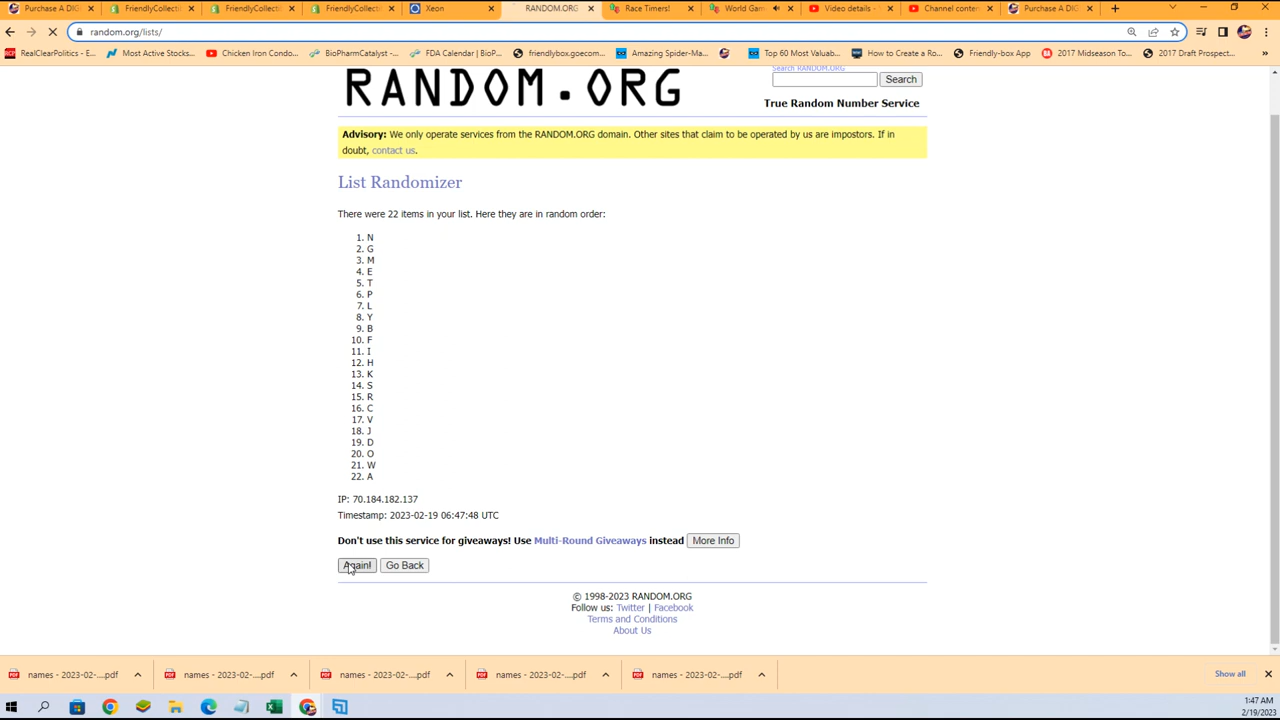 Purchase A DIG
FriendlyCollecti
FriendlyCollecti
FriendlyCollecti
Xeon
RANDOM.ORG
Race Timers!
World Gam
Video details -
Channel conten
Purchase A DIG
random.org/lists/
RealClearPolitics - E...
Most Active Stocks...
Chicken Iron Condo...
BioPharmCatalyst -...
FDA Calendar | BioP...
friendlybox.goecom...
Amazing Spider-Ma...
Top 60 Most Valuab...
How to Create a Ro...
Friendly-box App
2017 Midseason To...
2017 Draft Prospect...
»
RANDOM.ORG
Search RANDOM.ORG
Search
True Random Number Service
Advisory: We only operate services from the RANDOM.ORG domain. Other sites that claim to be operated by us are impostors. If in
doubt, contact us.
List Randomizer
There were 22 items in your list. Here they are in random order:
1. N
2. G
3. M
4. E
5. T
6. P
7. L
8. Y
9. B
10. F
11. I
12. H
13. K
14. S
15. R
16. C
17. V
18. J
19. D
20. O
21. W
22. A
IP: 70.184.182.137
Timestamp: 2023-02-19 06:47:48 UTC
Don't use this service for giveaways! Use Multi-Round Giveaways instead More Info
Again! Go Back
© 1998-2023 RANDOM.ORG
Follow us: Twitter | Facebook
Terms and Conditions
About Us
names - 2023-02-....pdf
names - 2023-02-....pdf
names - 2023-02-....pdf
names - 2023-02-....pdf
names - 2023-02-....pdf
Show all
1:47 AM
2/19/2023